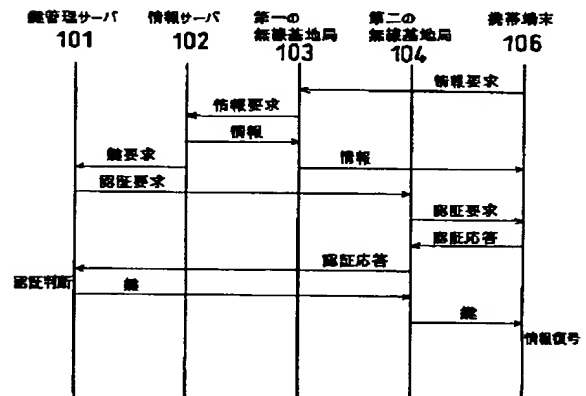 鍵管理サーバ
101
情報サーバ
102
第一の
無線基地局
103
第二の
無線基地局
104
携帯端末
106
情報要求
情報要求
情報
鍵要求
情報
認証要求
認証要求
認証応答
認証応答
認証判断
鍵
鍵
情報復号